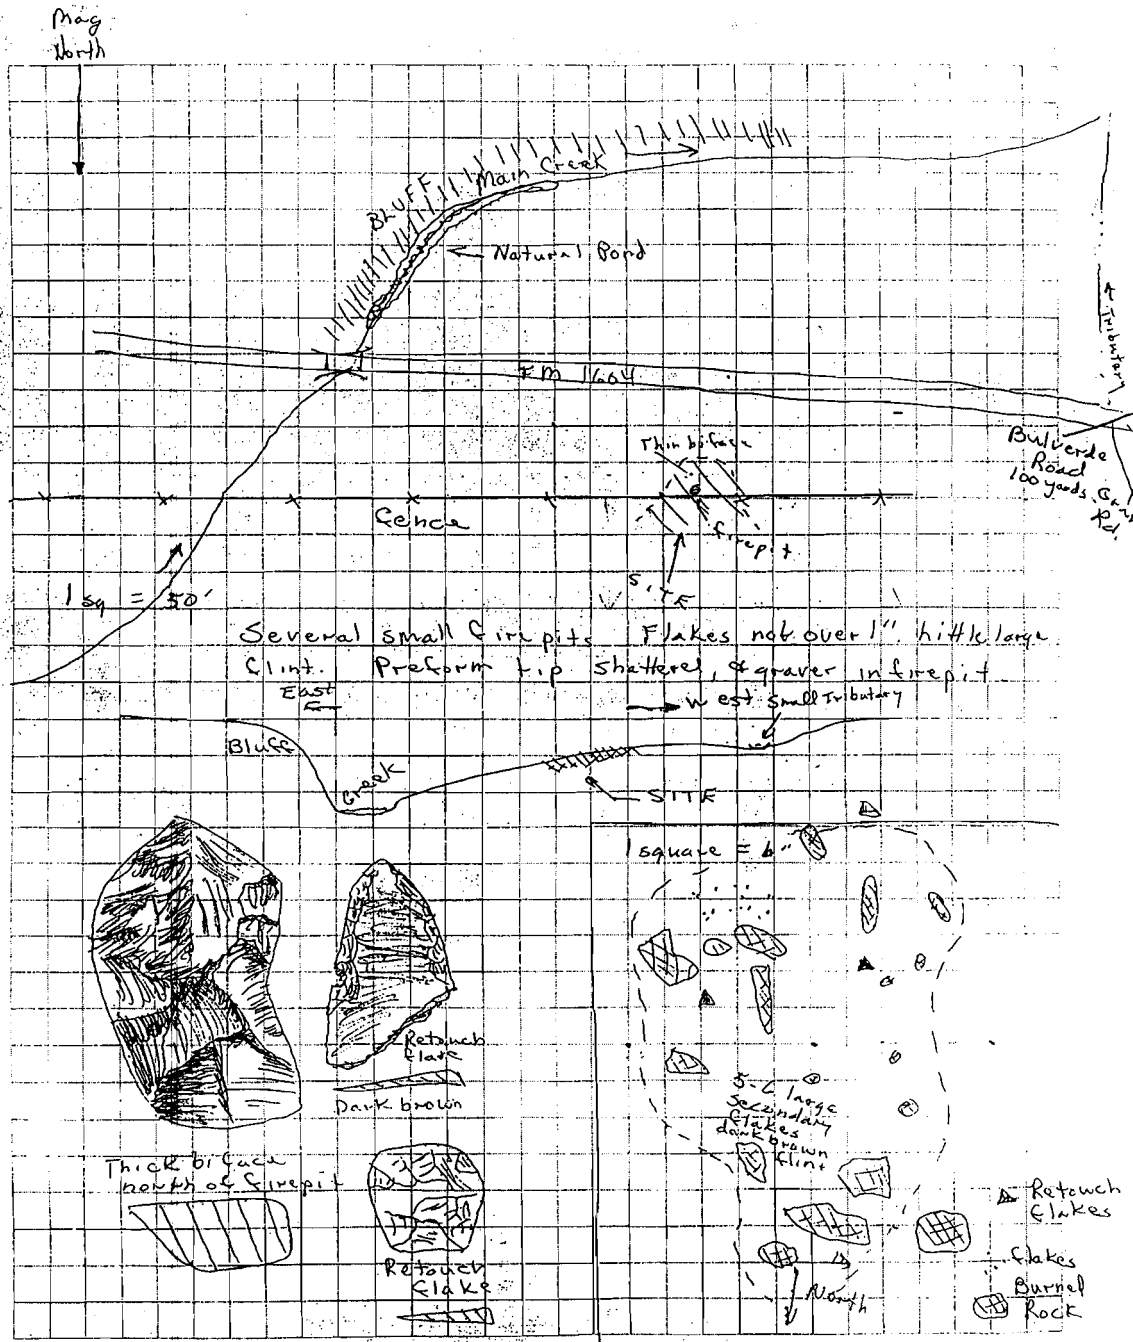 Mag
North
BLUFF
Main Creek
Natural Pond
Tributary
FM 1604
Bulverde
Road
100 yards
Thin biface
fence
firepit
SITE
1 sq = 50'
Several small firepits Flakes not over 1". little large
flint. Preform tip shattered, & graver in firepit
East
West small Tributary
Bluff
Creek
SITE
1 square = 6"
Retouch
flake
Dark brown
5-6 large
Secondary
flakes
dark brown
flint
Thick biface
north of firepit
Retouch
flake
Retouch
flakes
flakes
Burned
Rock
North